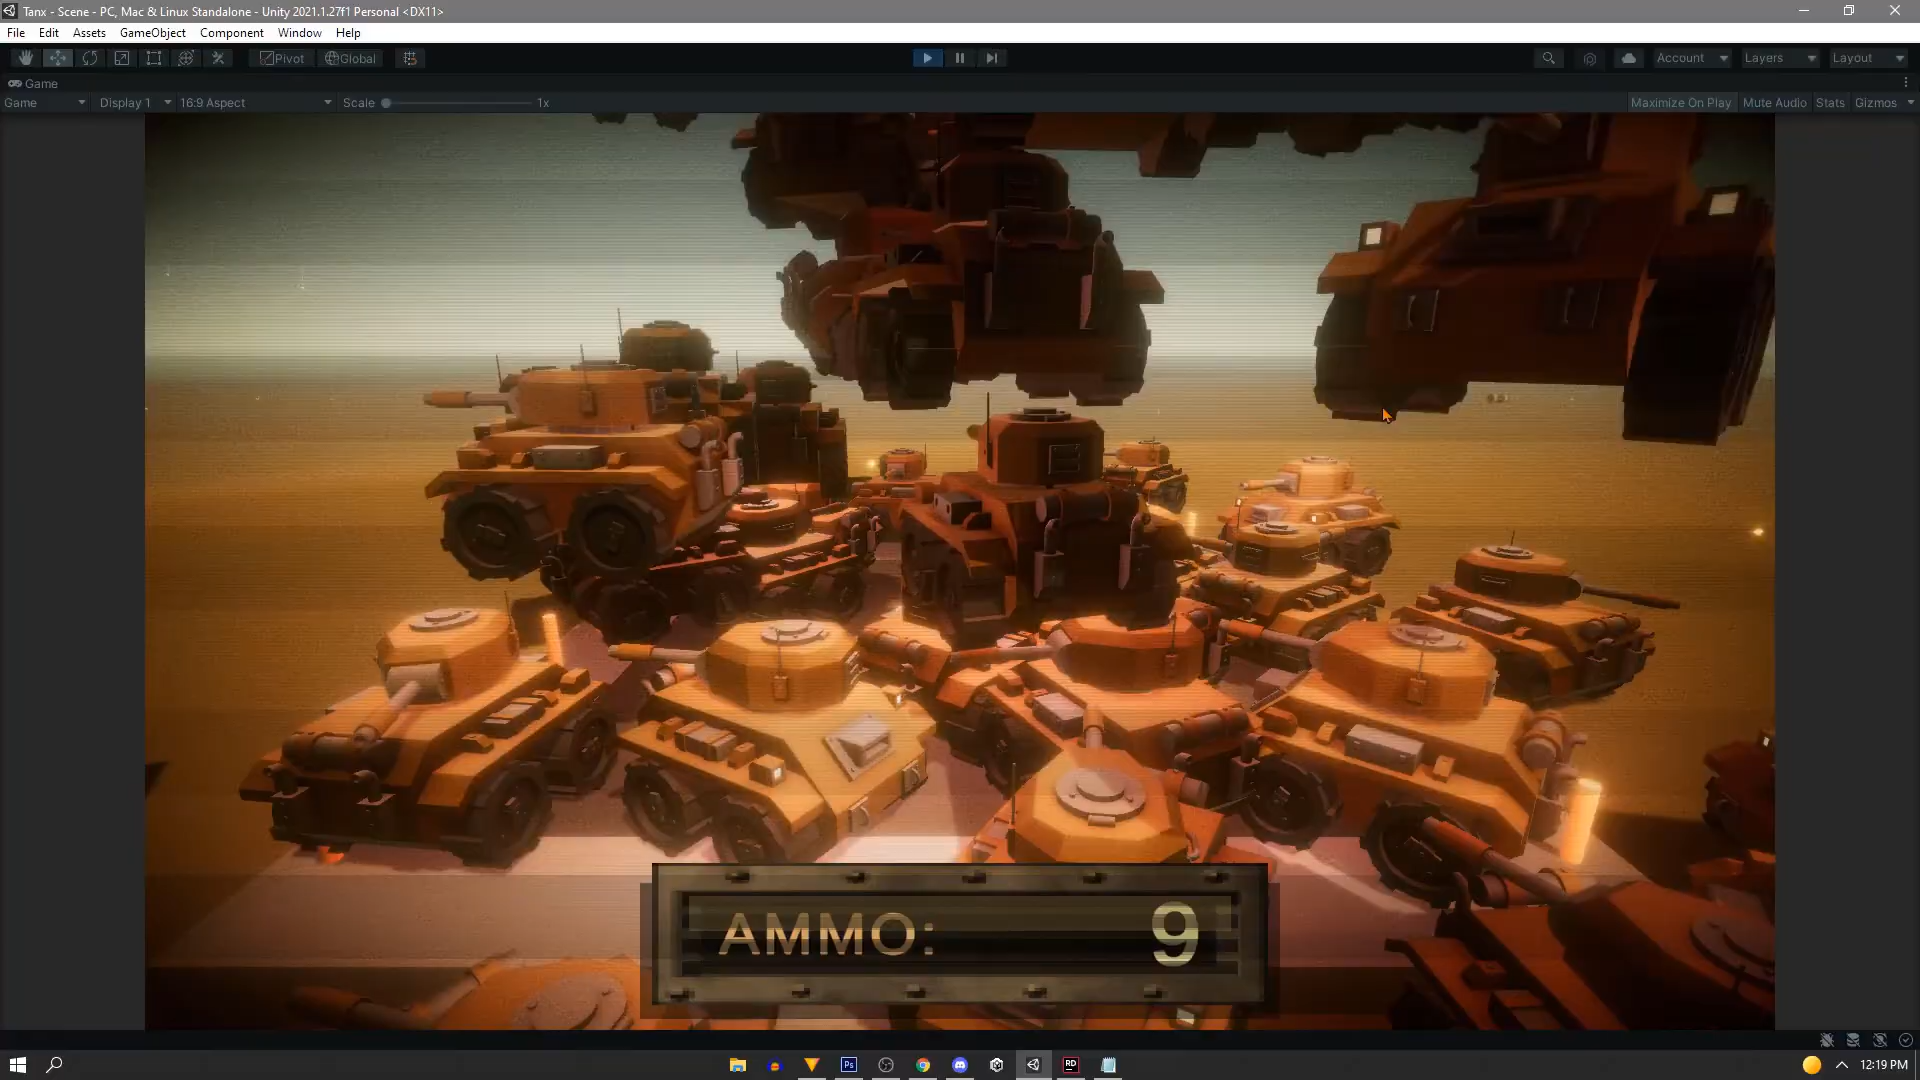 Tanx - Scene - PC, Mac & Linux Standalone - Unity 2021.1.27f1 Personal <DX11>
File Edit Assets GameObject Component Window Help
Pivot Global Account Layers Layout
Game
Game Display 1 16:9 Aspect Scale 1x Maximize On Play Mute Audio Stats Gizmos
AMMO: 9
Ps RD 12:19 PM